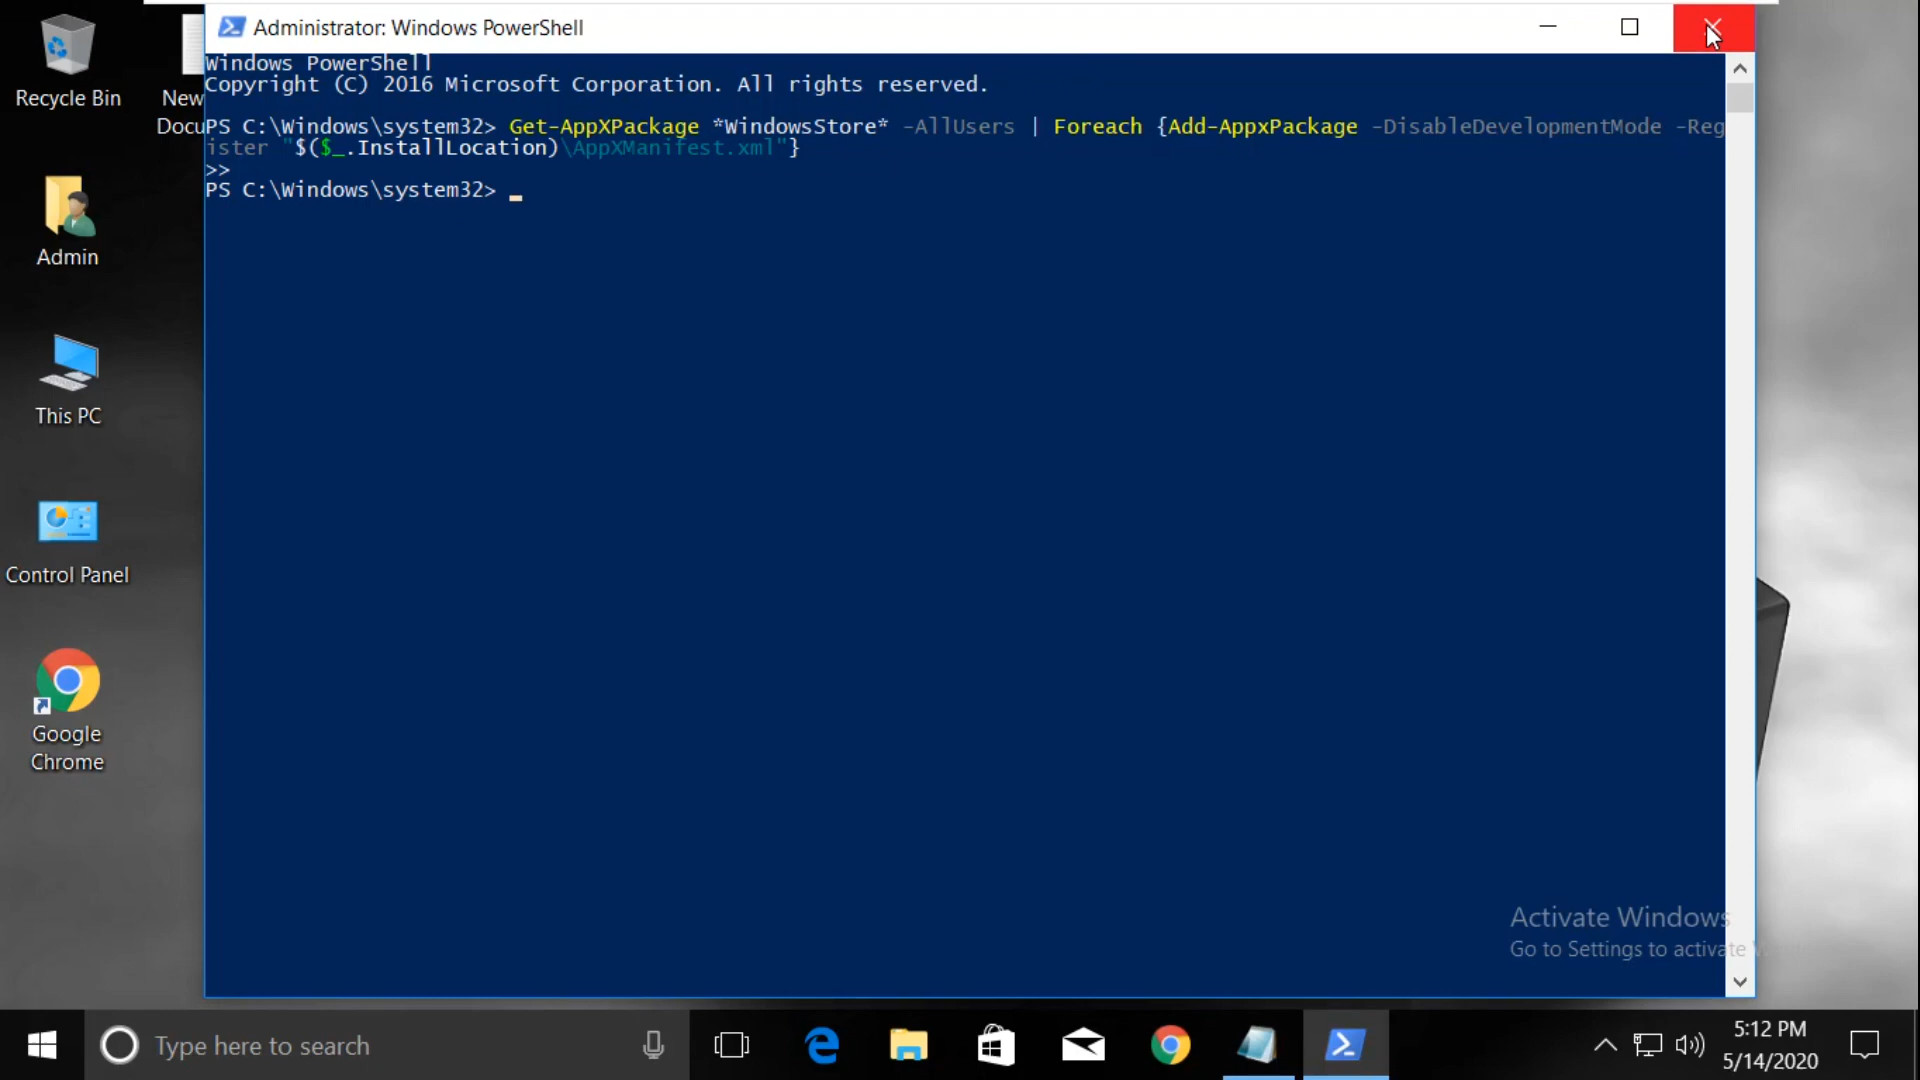 Administrator: Windows PowerShell
Windows PowerShell
Copyright (C) 2016 Microsoft Corporation. All rights reserved.
PS C:\Windows\system32> Get-AppXPackage *WindowsStore* -AllUsers | Foreach {Add-AppxPackage -DisableDevelopmentMode -Reg
ister "$($_.InstallLocation)\AppXManifest.xml"}
>>
PS C:\Windows\system32>
Recycle Bin
New
Docu
Admin
This PC
Control Panel
Google
Chrome
Activate Windows
Go to Settings to activate
Type here to search
5:12 PM
5/14/2020